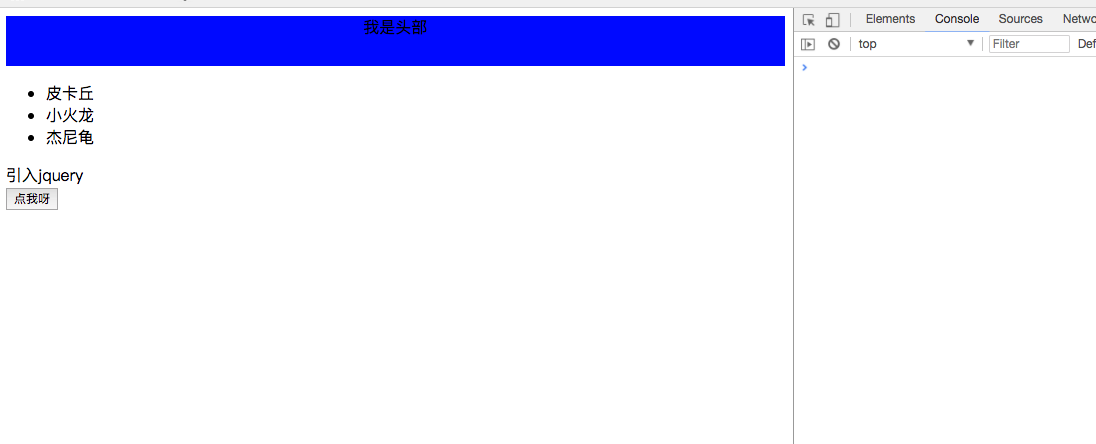 我是头部
皮卡丘
小火龙
杰尼龟
引入jquery
点我呀
Elements Console Sources Netwo
top Filter Def